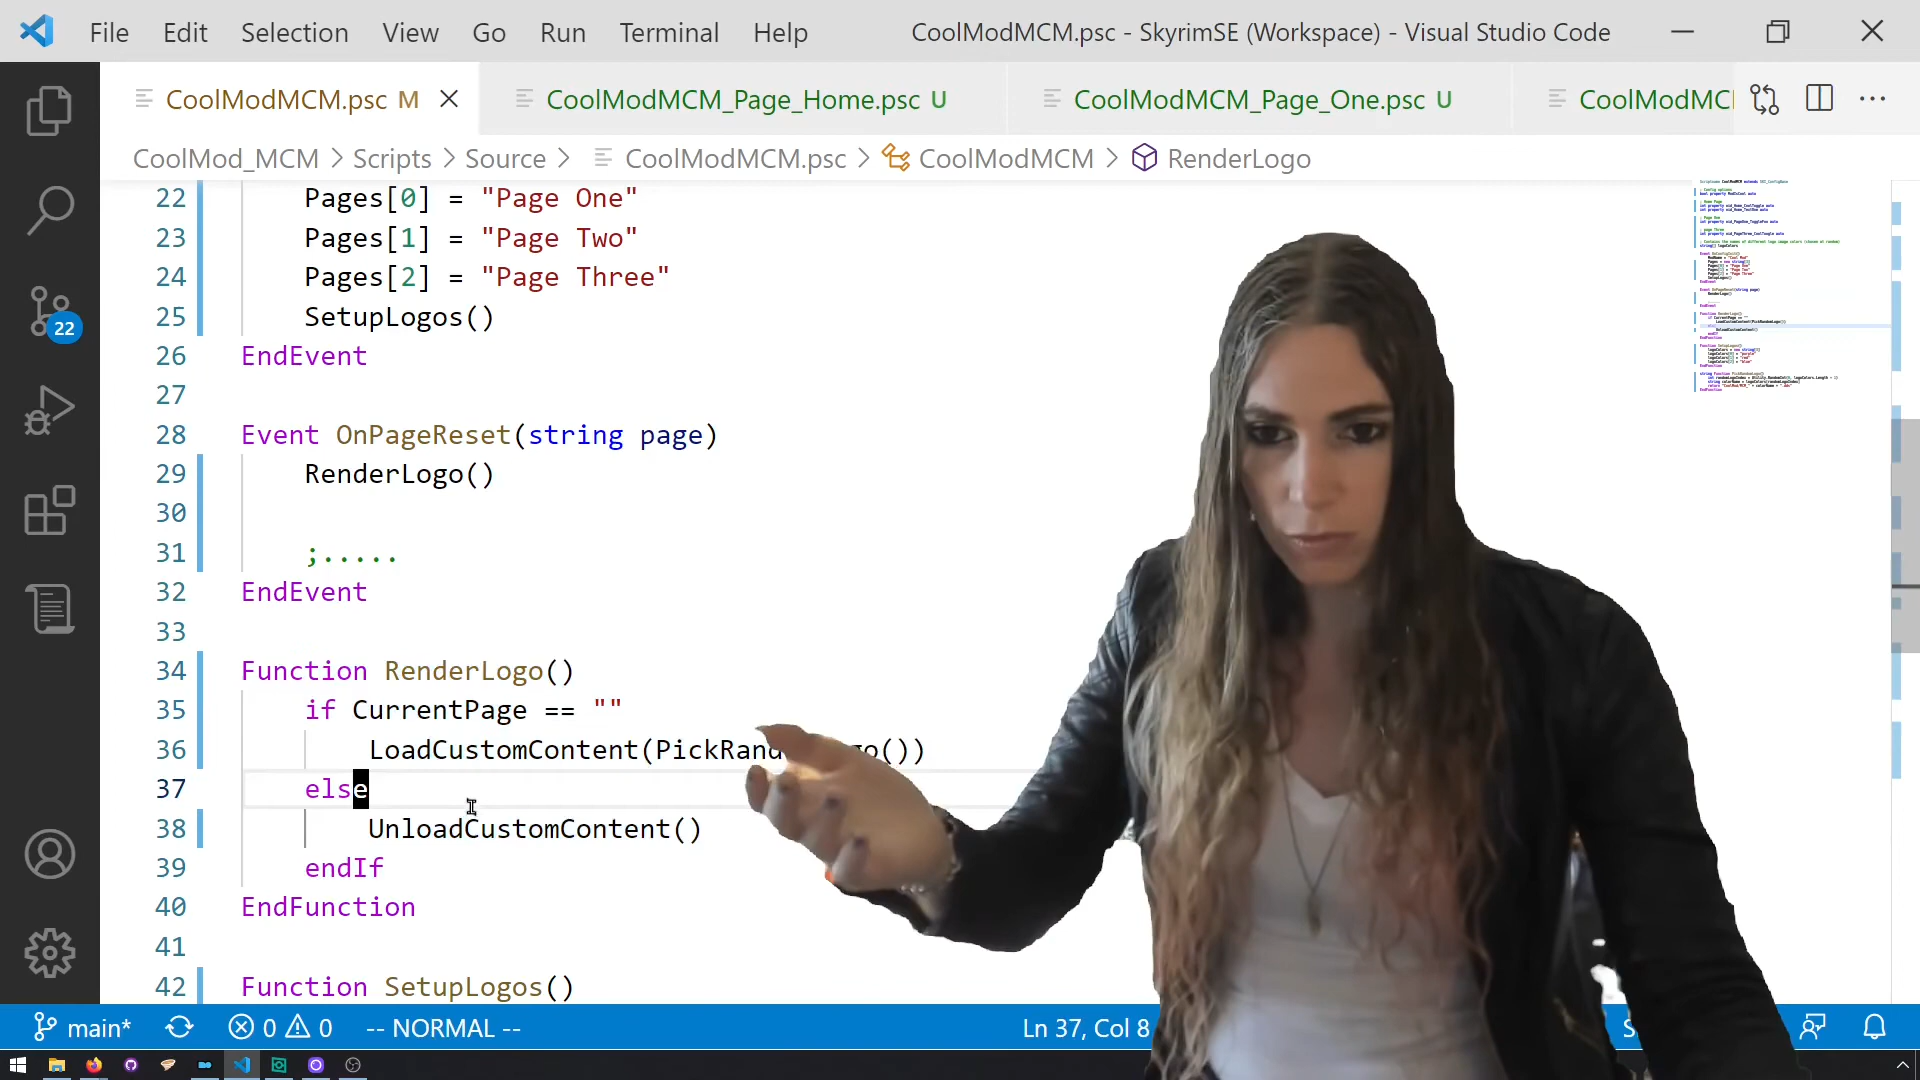 File Edit Selection View Go Run Terminal Help CoolModMCM.psc - SkyrimSE (Workspace) - Visual Studio Code
CoolModMCM.psc M CoolModMCM_Page_Home.psc U CoolModMCM_Page_One.psc U CoolModMC
CoolMod_MCM > Scripts > Source > CoolModMCM.psc > CoolModMCM > RenderLogo
22 Pages[0] = "Page One"
23 Pages[1] = "Page Two"
24 Pages[2] = "Page Three"
25 SetupLogos()
26 EndEvent
27
28 Event OnPageReset(string page)
29 RenderLogo()
30
31 ;.....
32 EndEvent
33
34 Function RenderLogo()
35 if CurrentPage == ""
36 LoadCustomContent(PickRand go())
37 else
38 UnloadCustomContent()
39 endIf
40 EndFunction
41
42 Function SetupLogos()
22
main* 0 0 -- NORMAL -- Ln 37, Col 8 S